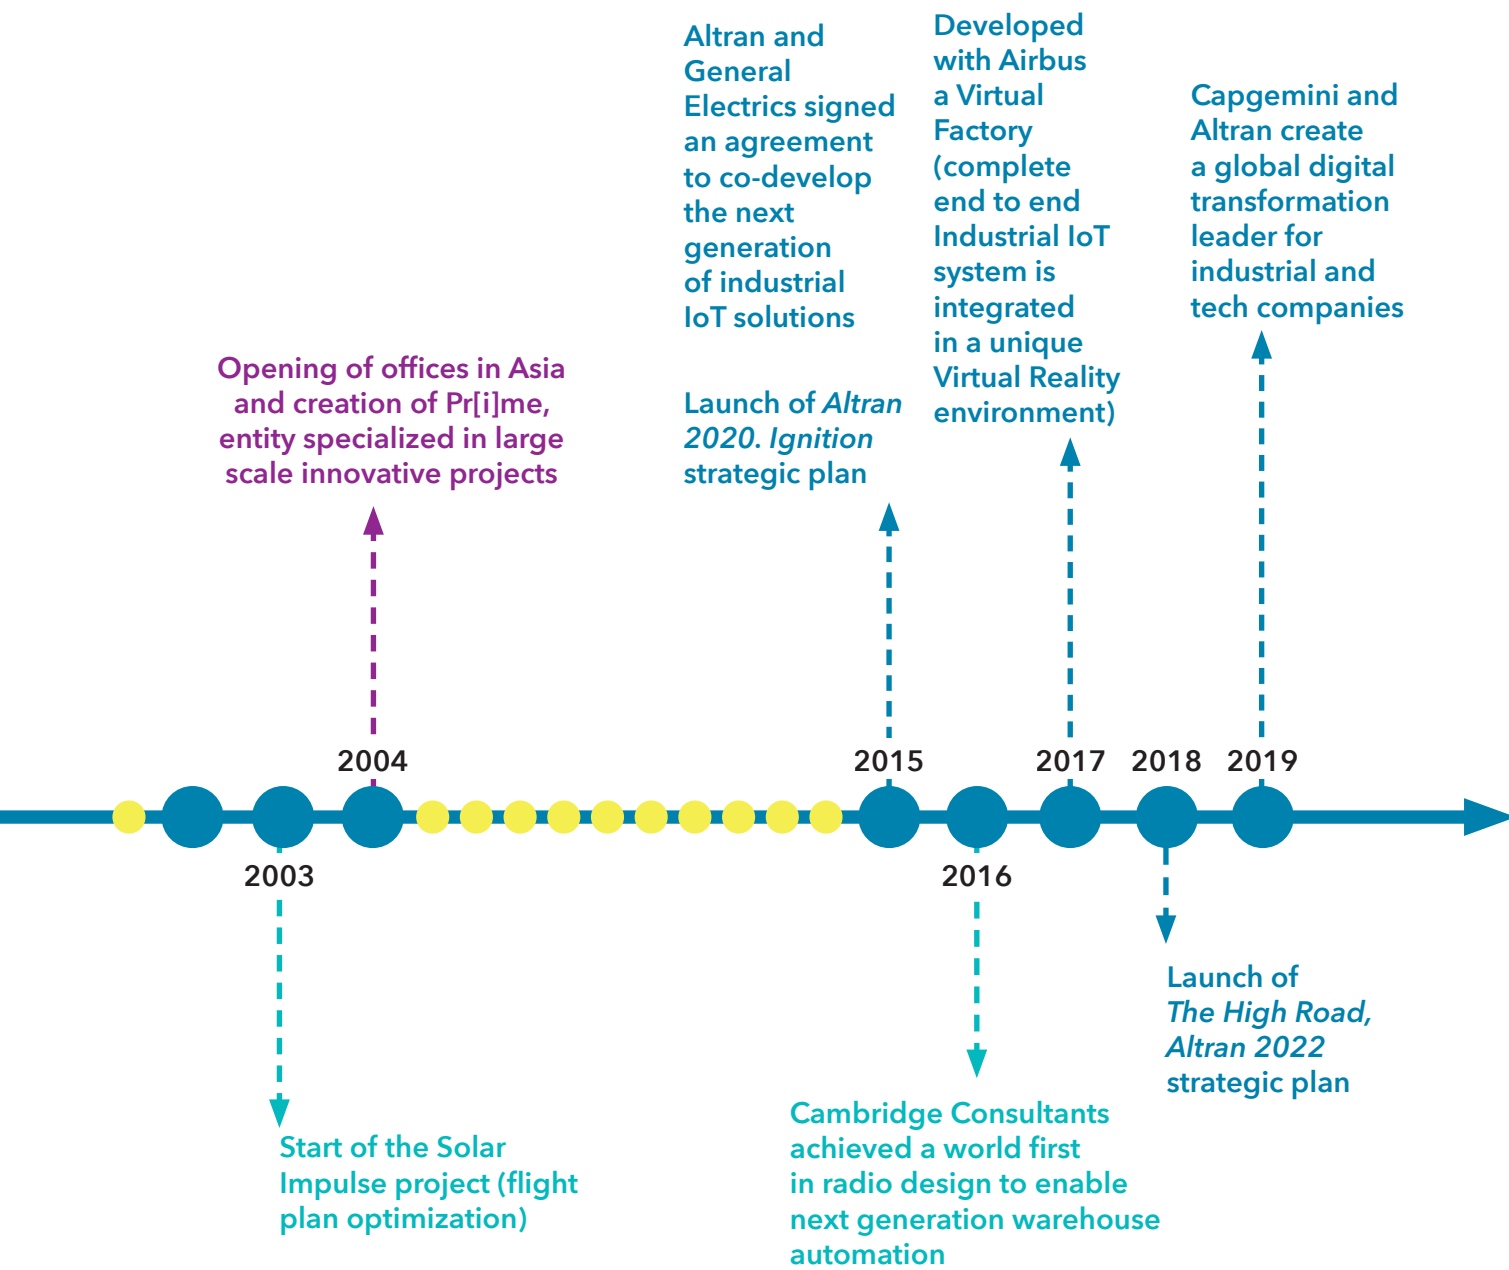 Opening of offices in Asia
and creation of Pr[i]me,
entity specialized in large
scale innovative projects
2004
2003
Start of the Solar
Impulse project (flight
plan optimization)
Altran and
General
Electrics signed
an agreement
to co-develop
the next
generation
of industrial
IoT solutions
Launch of Altran
2020. Ignition
strategic plan
2015
2016
Cambridge Consultants
achieved a world first
in radio design to enable
next generation warehouse
automation
Developed
with Airbus
a Virtual
Factory
(complete
end to end
Industrial IoT
system is
integrated
in a unique
Virtual Reality
environment)
2017
2018
Launch of
The High Road,
Altran 2022
strategic plan
Capgemini and
Altran create
a global digital
transformation
leader for
industrial and
tech companies
2019